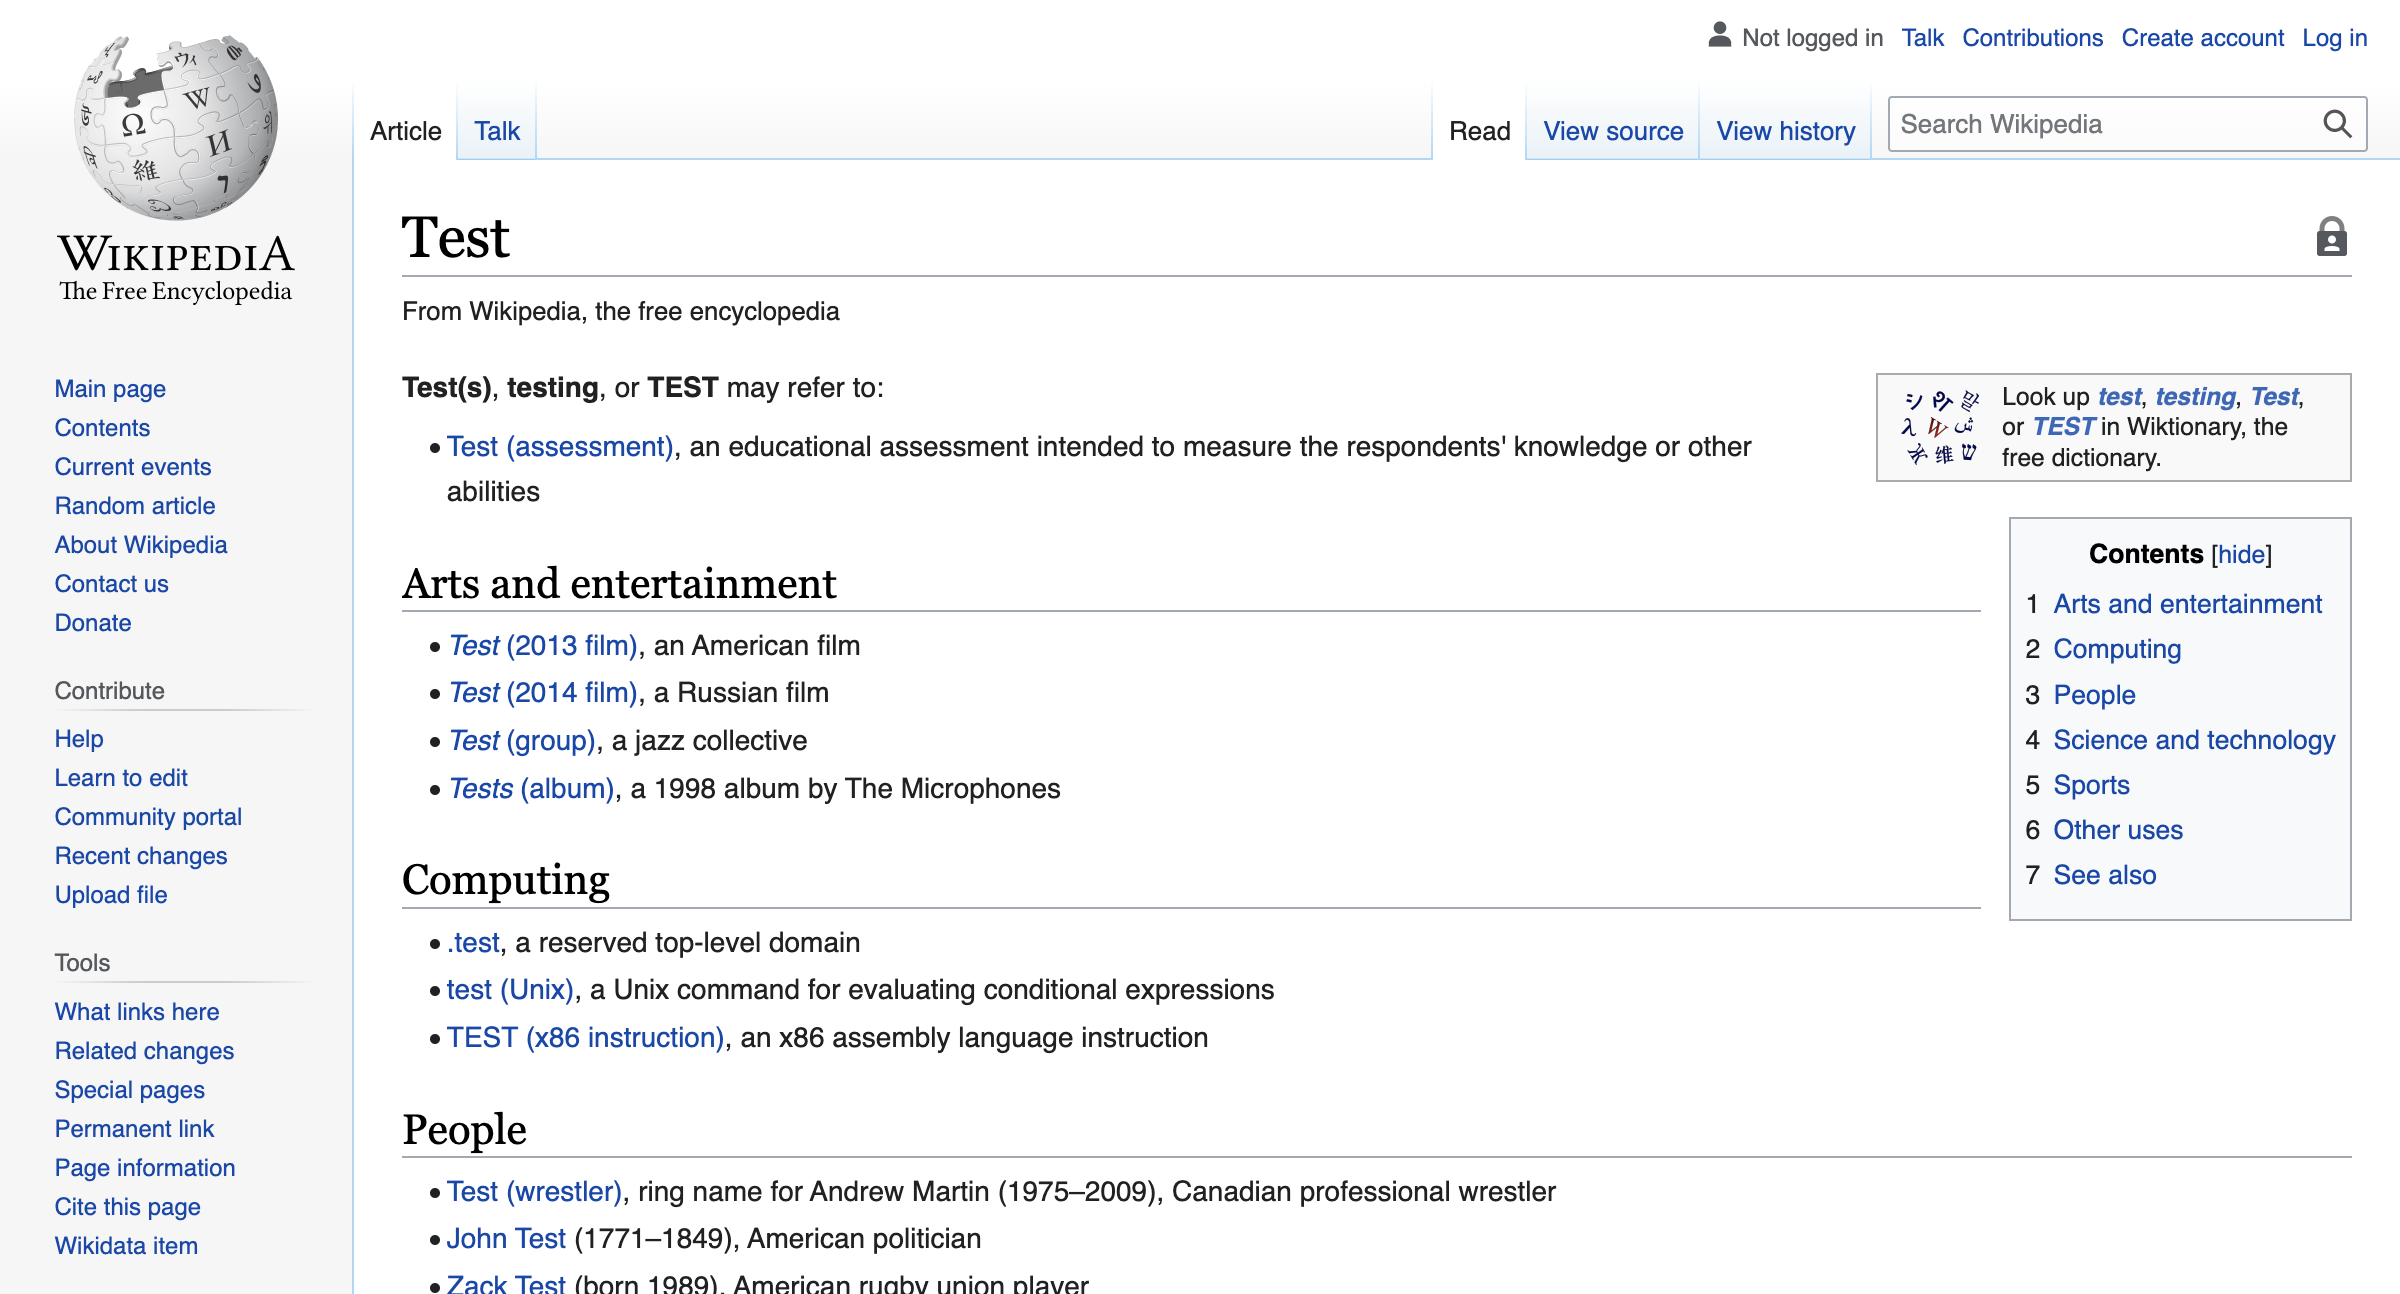 Not logged in Talk Contributions Create account Log in
Article Talk Read View source View history Search Wikipedia
WIKIPEDIA
The Free Encyclopedia
Main page
Contents
Current events
Random article
About Wikipedia
Contact us
Donate
Contribute
Help
Learn to edit
Community portal
Recent changes
Upload file
Tools
What links here
Related changes
Special pages
Permanent link
Page information
Cite this page
Wikidata item
Test
From Wikipedia, the free encyclopedia
Test(s), testing, or TEST may refer to:
• Test (assessment), an educational assessment intended to measure the respondents' knowledge or other
abilities
Look up test, testing, Test,
or TEST in Wiktionary, the
free dictionary.
Contents [hide]
1 Arts and entertainment
2 Computing
3 People
4 Science and technology
5 Sports
6 Other uses
7 See also
Arts and entertainment
• Test (2013 film), an American film
• Test (2014 film), a Russian film
• Test (group), a jazz collective
• Tests (album), a 1998 album by The Microphones
Computing
• .test, a reserved top-level domain
• test (Unix), a Unix command for evaluating conditional expressions
• TEST (x86 instruction), an x86 assembly language instruction
People
• Test (wrestler), ring name for Andrew Martin (1975–2009), Canadian professional wrestler
• John Test (1771–1849), American politician
• Zack Test (born 1989), American rugby union player